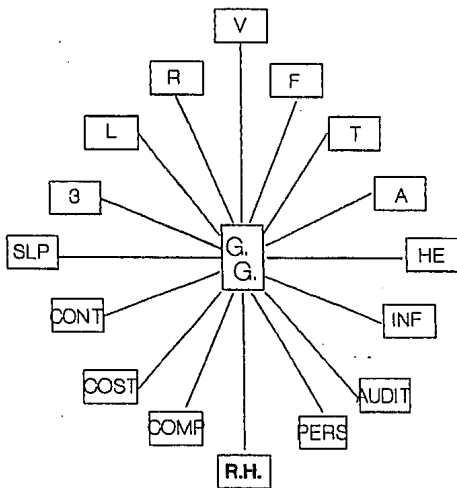 V
R
F
L
T
3
A
G.
G.
SLP
HE
CONT
INF
COST
AUDIT
COMP
PERS
R.H.